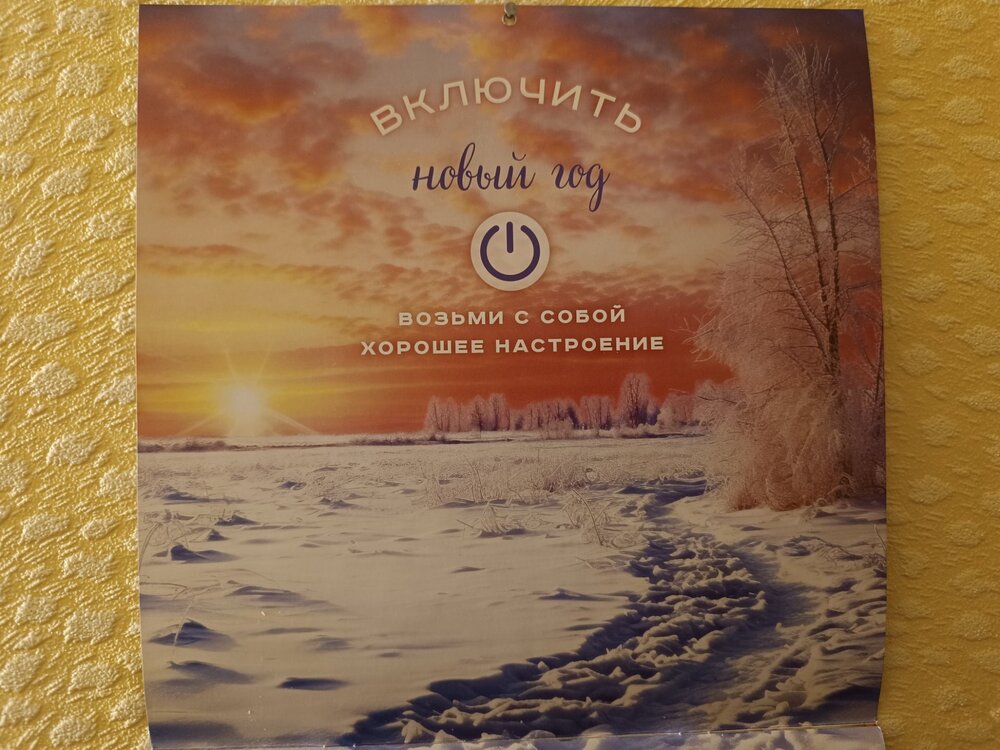 ВКЛЮЧИТЬ
новый год
ВОЗЬМИ С СОБОЙ
ХОРОШЕЕ НАСТРОЕНИЕ